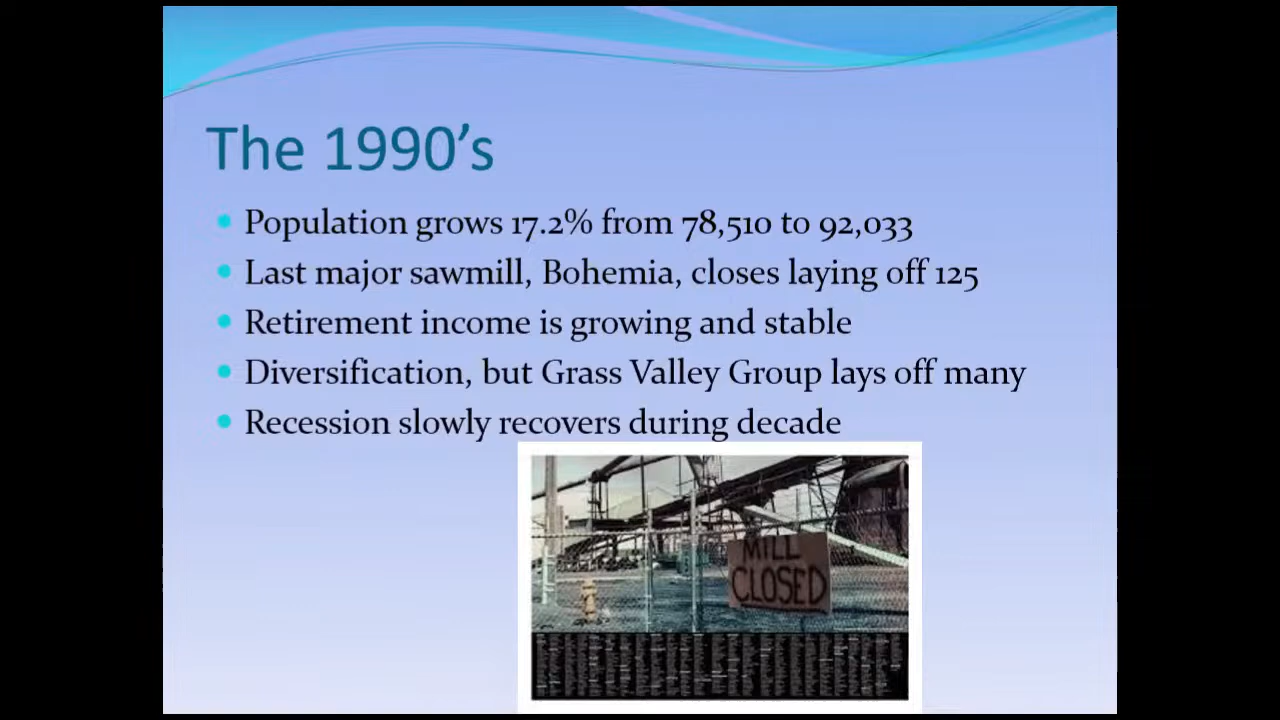 The 1990’s
Population grows 17.2% from 78,510 to 92,033
Last major sawmill, Bohemia, closes laying off 125
Retirement income is growing and stable
Diversification, but Grass Valley Group lays off many
Recession slowly recovers during decade
MILL
CLOSED